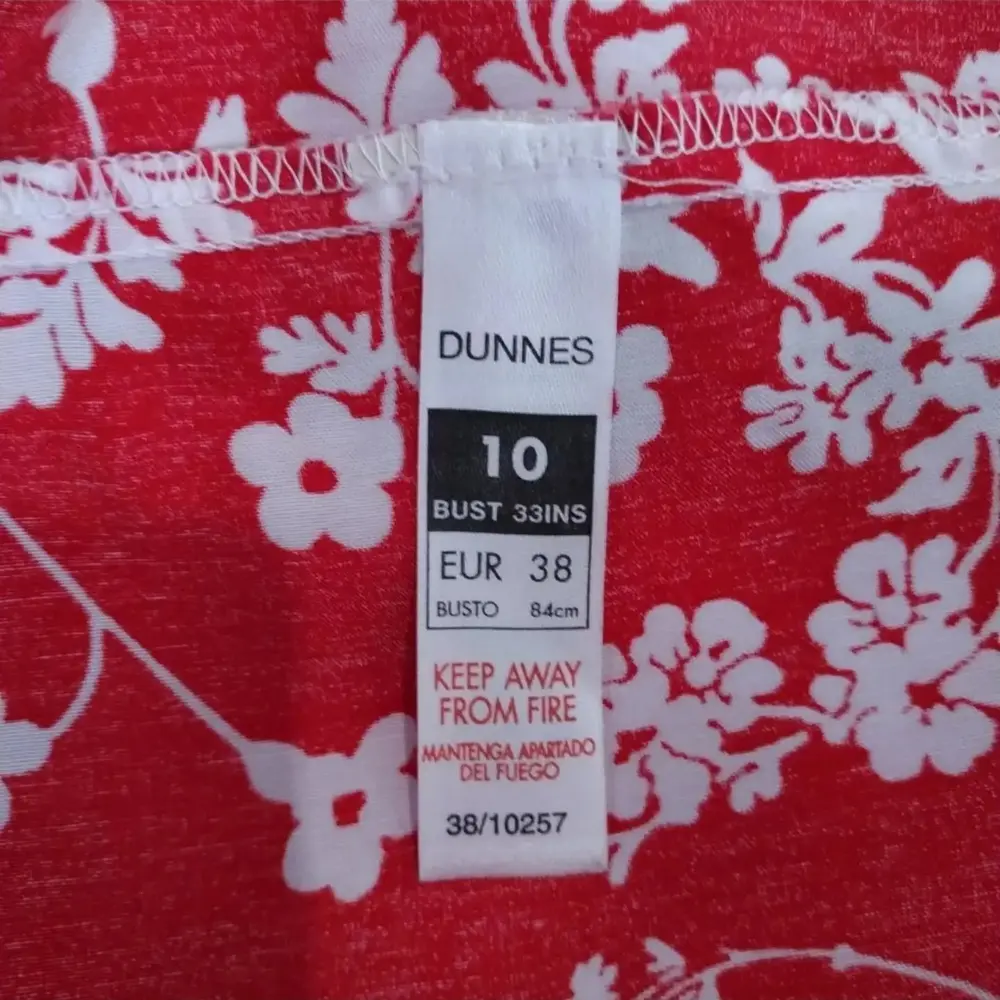 DUNNES
10
BUST 33INS
EUR 38
BUSTO 84cm
KEEP AWAY
FROM FIRE
MANTENGA APARTADO
DEL FUEGO
38/10257